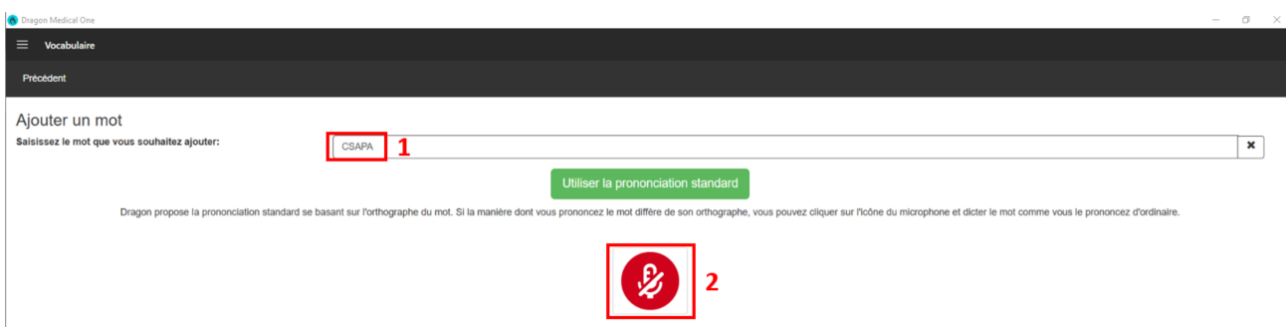 Dragon Medical One
Vocabulaire
Précédent
Ajouter un mot
Saisissez le mot que vous souhaitez ajouter:
CSAPA 1
Utiliser la prononciation standard
Dragon propose la prononciation standard se basant sur l'orthographe du mot. Si la manière dont vous prononcez le mot diffère de son orthographe, vous pouvez cliquer sur l'icône du microphone et dicter le mot comme vous le prononcez d'ordinaire.
2